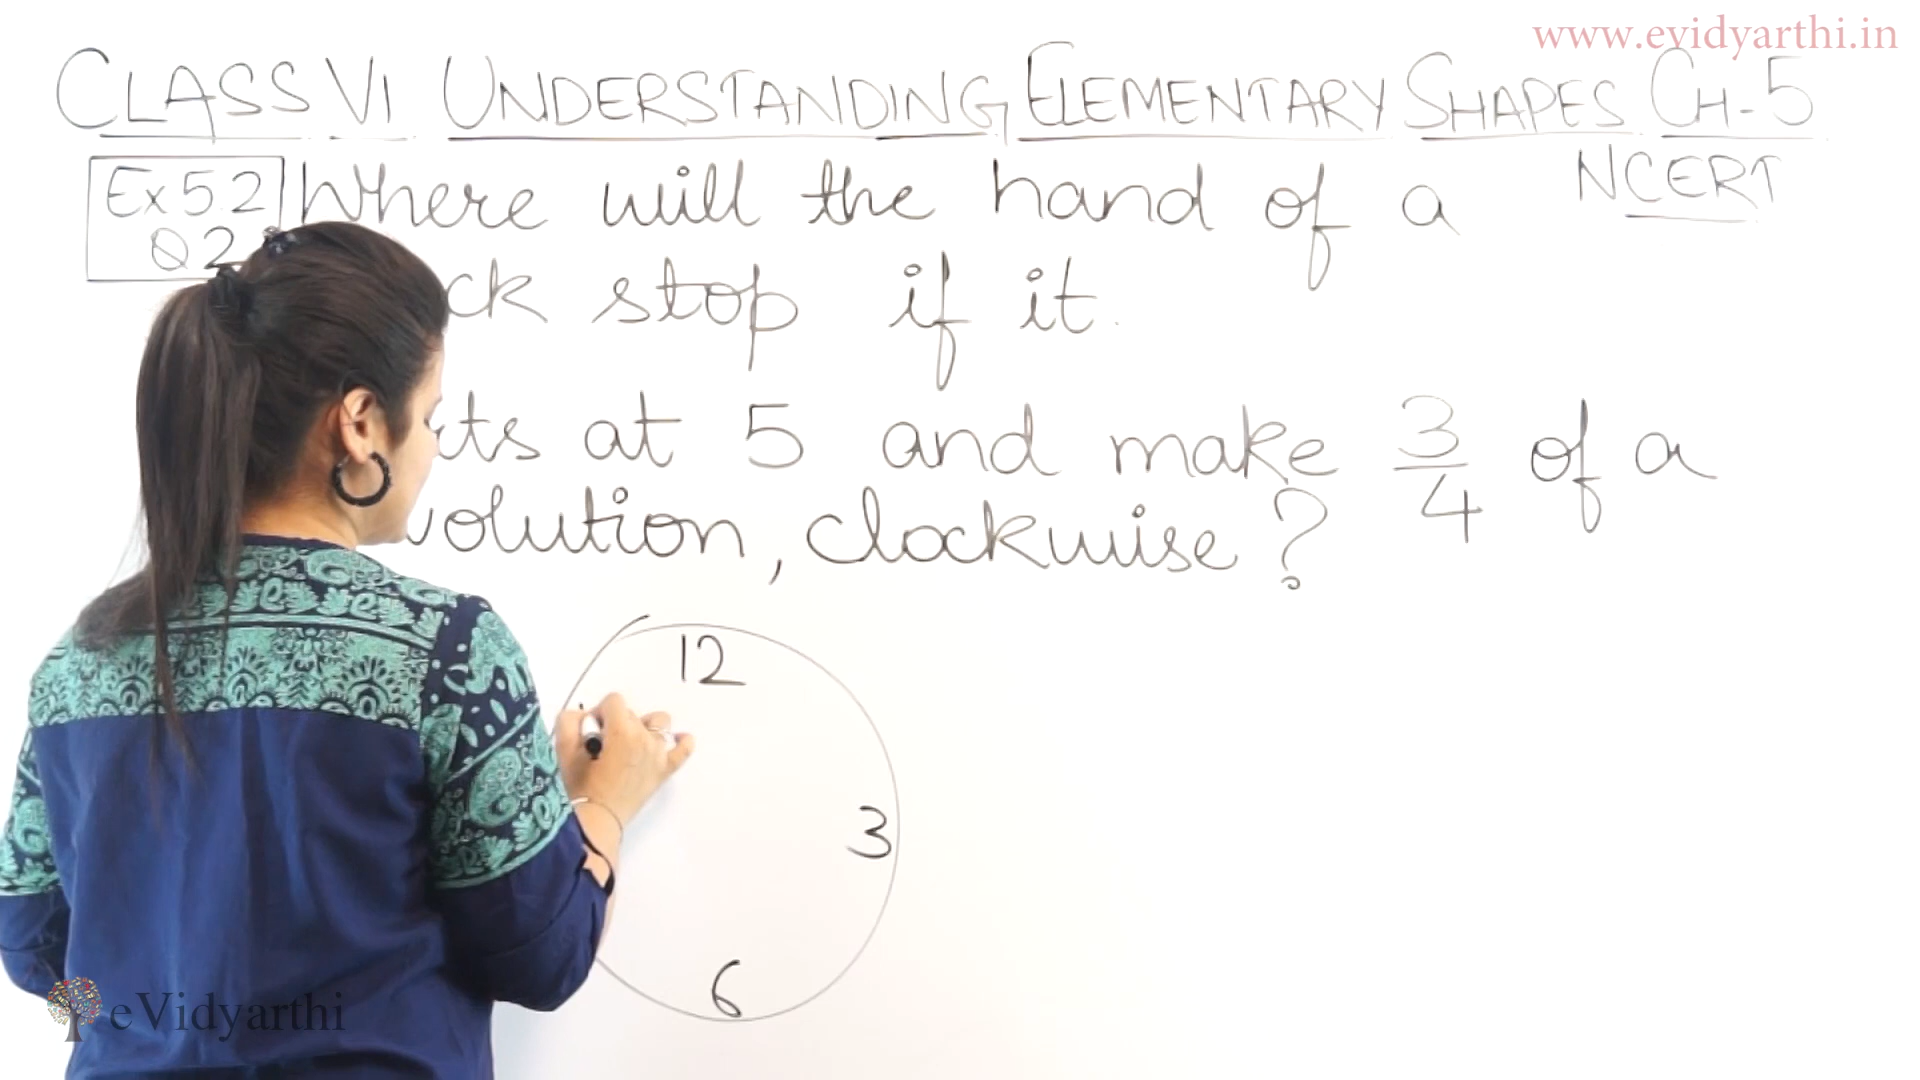 www.evidyarthi.in
CLASS VI UNDERSTANDING ELEMENTARY SHAPES CH-5
NCERT
Ex 5.2
Q 2
Where will the hand of a
ck stop if it.
ts at 5 and make 3/4 of a
volution, clockwise?
12
3
6
eVidyarthi